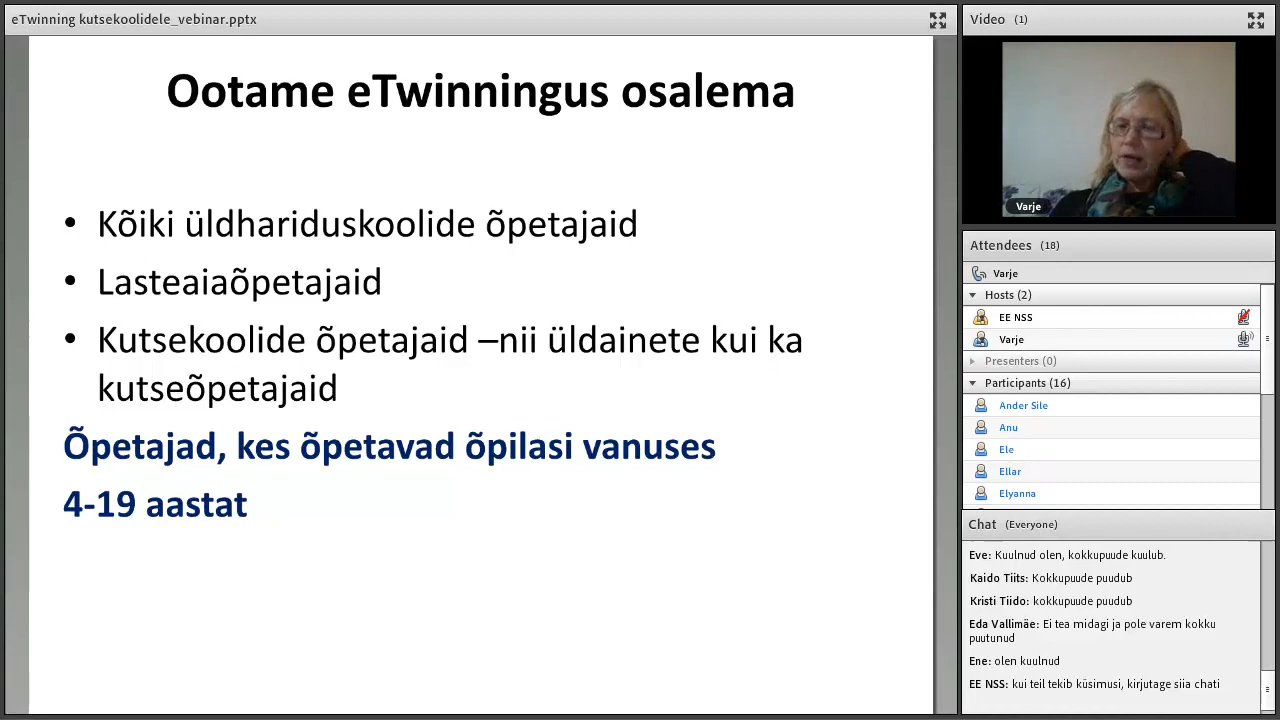 eTwinning kutsekoolidele_vebinar.pptx
Ootame eTwinningus osalema
• Kõiki üldhariduskoolide õpetajaid
• Lasteaiaõpetajaid
• Kutsekoolide õpetajaid –nii üldainete kui ka
kutseõpetajaid
Õpetajad, kes õpetavad õpilasi vanuses
4-19 aastat
Video (1)
Varje
Attendees (18)
Varje
Hosts (2)
EE NSS
Varje
Presenters (0)
Participants (16)
Ander Sile
Anu
Ele
Ellar
Elyanna
Chat (Everyone)
Eve: Kuulnud olen, kokkupuude kuulub.
Kaido Tiits: Kokkupuude puudub
Kristi Tiido: kokkupuude puudub
Eda Vallimäe: Ei tea midagi ja pole varem kokku
puutunud
Ene: olen kuulnud
EE NSS: kui teil tekib küsimusi, kirjutage siia chati